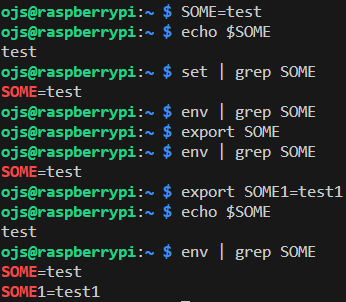 ojs@raspberrypi:~ $ SOME=test
ojs@raspberrypi:~ $ echo $SOME
test
ojs@raspberrypi:~ $ set | grep SOME
SOME=test
ojs@raspberrypi:~ $ env | grep SOME
ojs@raspberrypi:~ $ export SOME
ojs@raspberrypi:~ $ env | grep SOME
SOME=test
ojs@raspberrypi:~ $ export SOME1=test1
ojs@raspberrypi:~ $ echo $SOME
test
ojs@raspberrypi:~ $ env | grep SOME
SOME=test
SOME1=test1